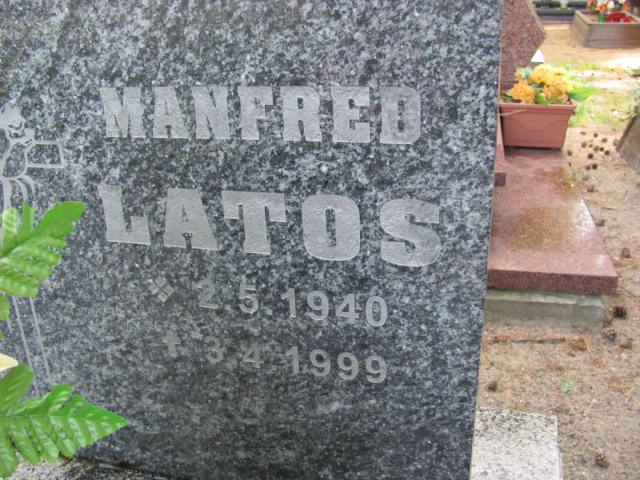 MANFRED
LATOS
❖ 2.5.1940
✝ 3.4.1999